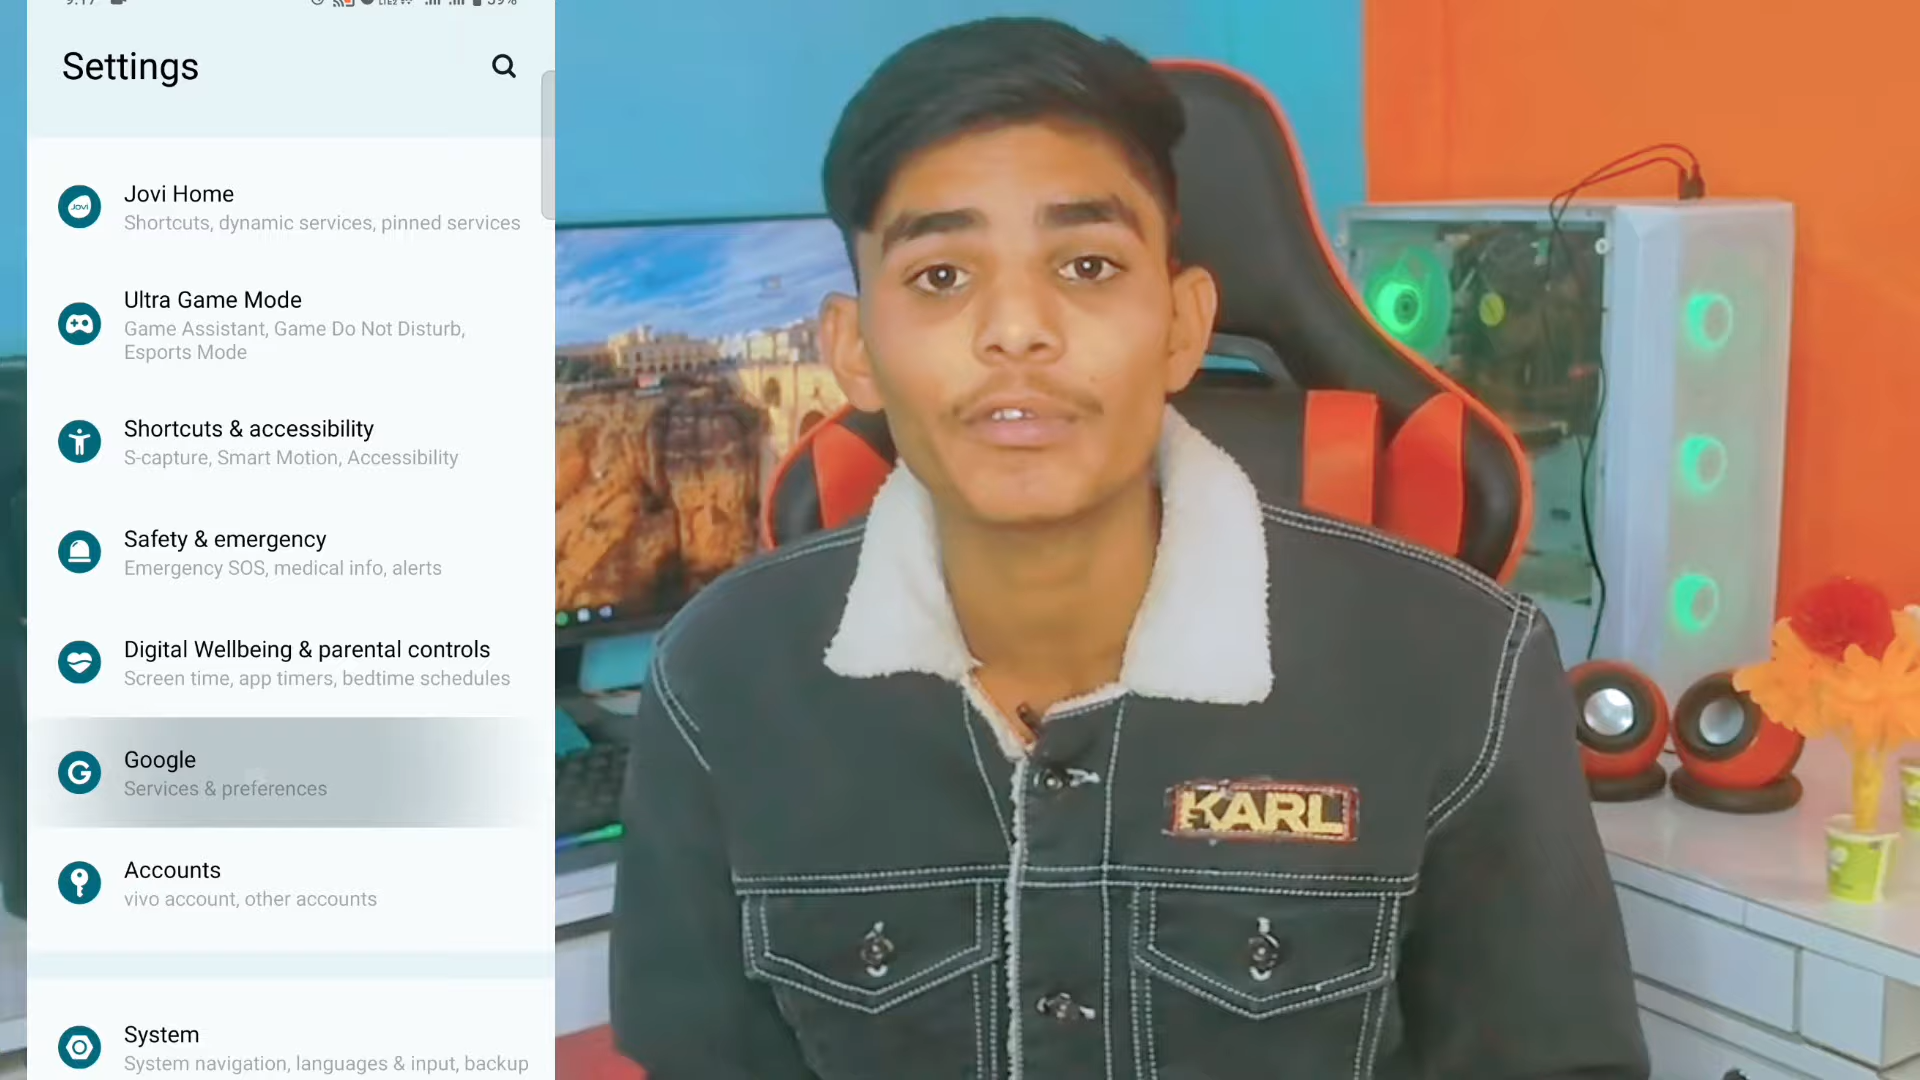 Settings
Jovi Home
Shortcuts, dynamic services, pinned services
Ultra Game Mode
Game Assistant, Game Do Not Disturb,
Esports Mode
Shortcuts & accessibility
S-capture, Smart Motion, Accessibility
Safety & emergency
Emergency SOS, medical info, alerts
Digital Wellbeing & parental controls
Screen time, app timers, bedtime schedules
Google
Services & preferences
Accounts
vivo account, other accounts
System
System navigation, languages & input, backup
KARL